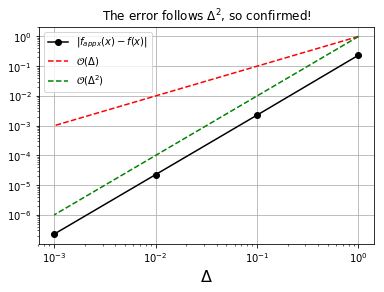 The error follows Δ², so confirmed!
|f_appx(x) − f(x)|
𝒪(Δ)
𝒪(Δ²)
10⁰
10⁻¹
10⁻²
10⁻³
10⁻⁴
10⁻⁵
10⁻⁶
10⁻³ 10⁻² 10⁻¹ 10⁰
Δ